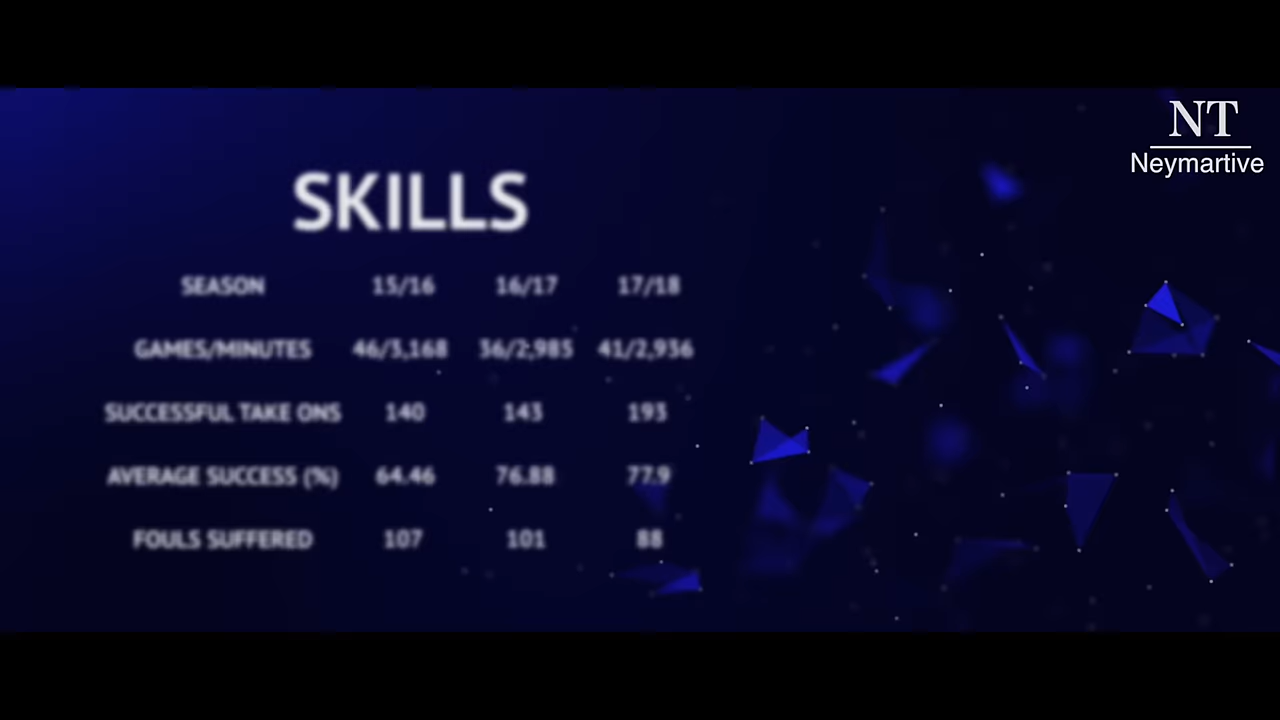 NT
Neymartive
SKILLS
SEASON 15/16 16/17 17/18
GAMES/MINUTES 46/3,168 36/2,985 41/2,936
SUCCESSFUL TAKE ONS 140 143 193
AVERAGE SUCCESS (%) 64.46 76.88 77.9
FOULS SUFFERED 107 101 88